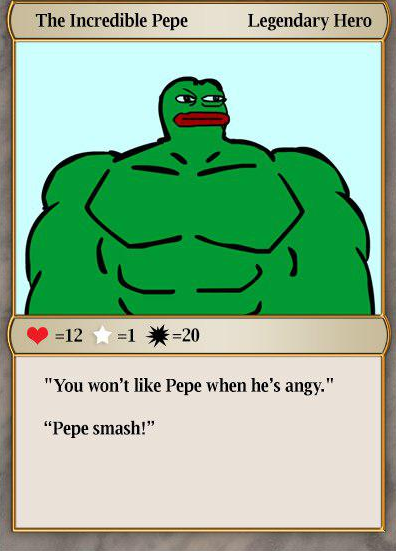 The Incredible Pepe Legendary Hero
=12 =1 =20
"You won't like Pepe when he's angy."
“Pepe smash!”